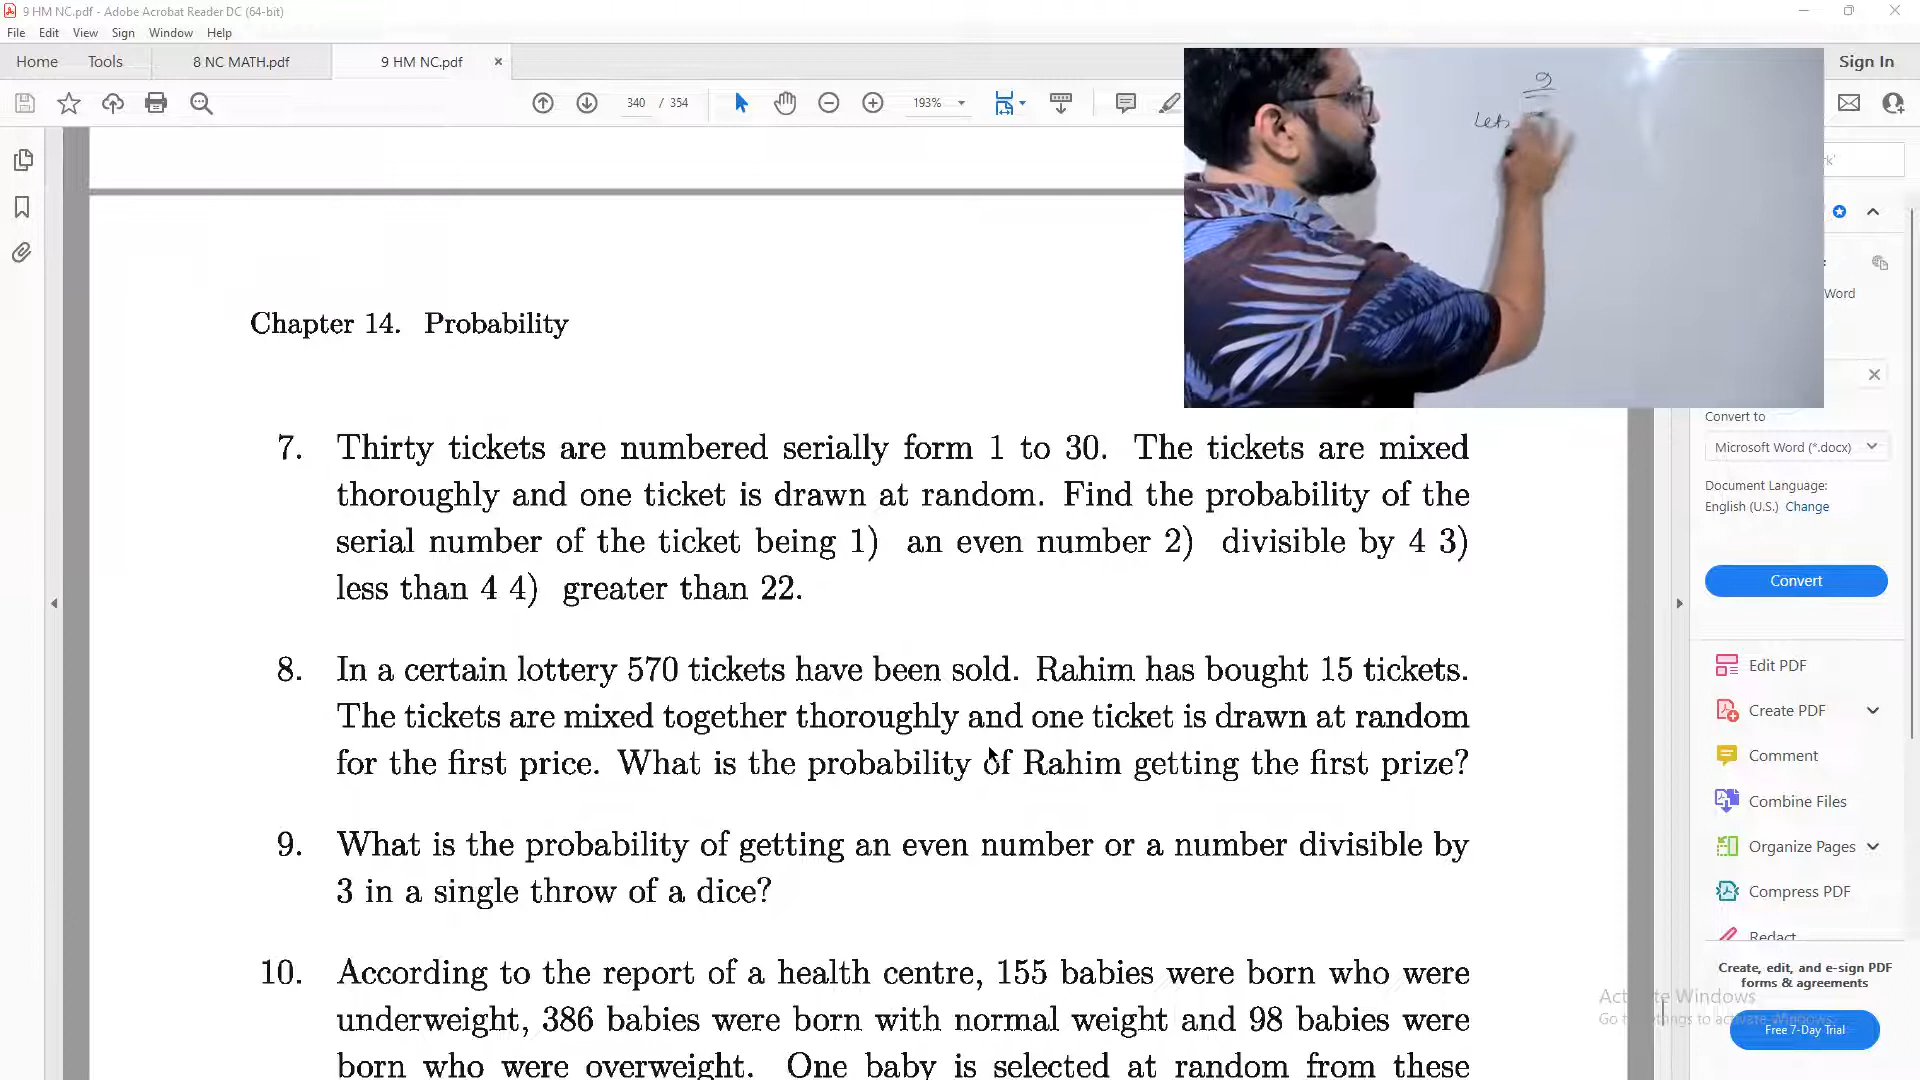 9 HM NC.pdf - Adobe Acrobat Reader DC (64-bit)
File Edit View Sign Window Help
Home Tools 8 NC MATH.pdf 9 HM NC.pdf ×
340 / 354 193%
Sign In
9
Let,
Chapter 14. Probability
7. Thirty tickets are numbered serially form 1 to 30. The tickets are mixed
thoroughly and one ticket is drawn at random. Find the probability of the
serial number of the ticket being 1) an even number 2) divisible by 4 3)
less than 4 4) greater than 22.
8. In a certain lottery 570 tickets have been sold. Rahim has bought 15 tickets.
The tickets are mixed together thoroughly and one ticket is drawn at random
for the first price. What is the probability of Rahim getting the first prize?
9. What is the probability of getting an even number or a number divisible by
3 in a single throw of a dice?
10. According to the report of a health centre, 155 babies were born who were
underweight, 386 babies were born with normal weight and 98 babies were
born who were overweight. One baby is selected at random from these
Word
Convert to
Microsoft Word (*.docx)
Document Language:
English (U.S.) Change
Convert
Edit PDF
Create PDF
Comment
Combine Files
Organize Pages
Compress PDF
Redact
Create, edit, and e-sign PDF
forms & agreements
Activate Windows
Go to Settings to activate Windows.
Free 7-Day Trial